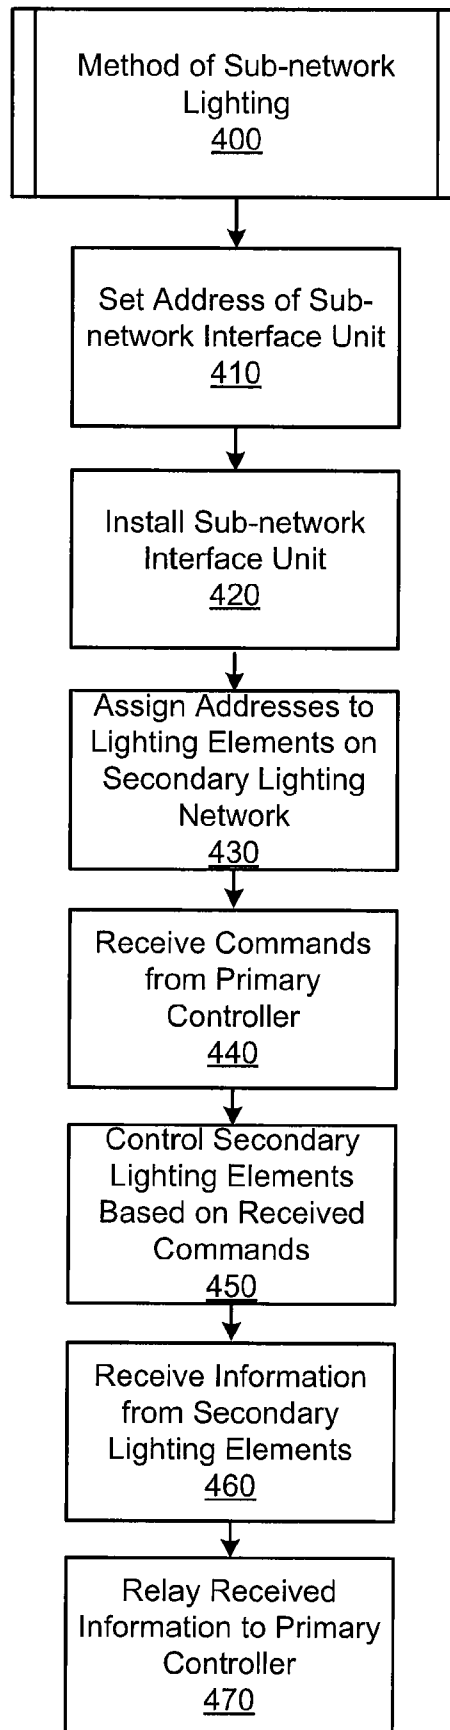 Method of Sub-network
Lighting
400
Set Address of Sub-
network Interface Unit
410
Install Sub-network
Interface Unit
420
Assign Addresses to
Lighting Elements on
Secondary Lighting
Network
430
Receive Commands
from Primary
Controller
440
Control Secondary
Lighting Elements
Based on Received
Commands
450
Receive Information
from Secondary
Lighting Elements
460
Relay Received
Information to Primary
Controller
470